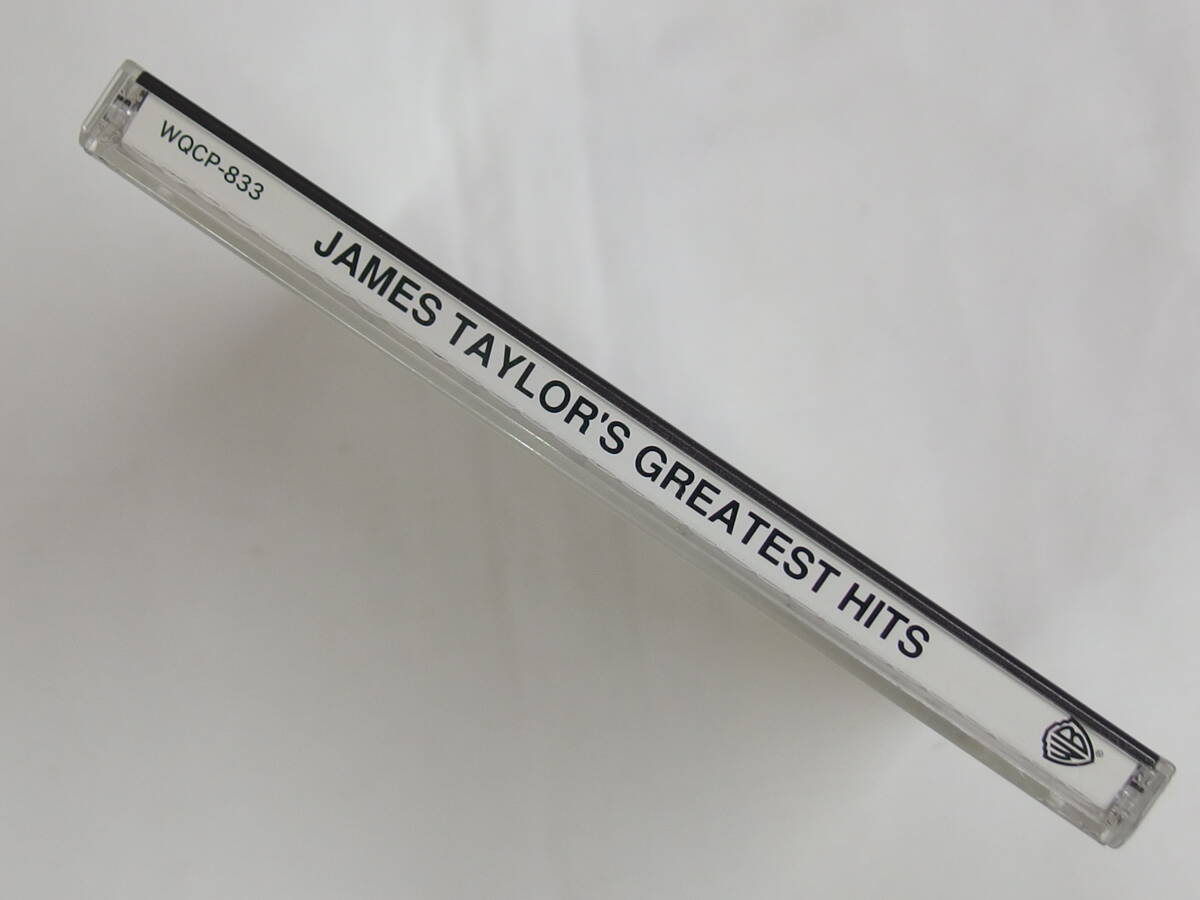 WQCP-833
JAMES TAYLOR'S GREATEST HITS
WB
®